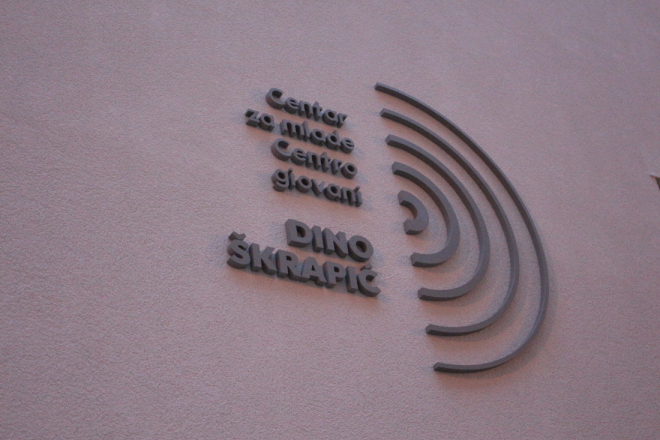 Centar
za mlade
Centro
giovani
DINO
ŠKRAPIĆ